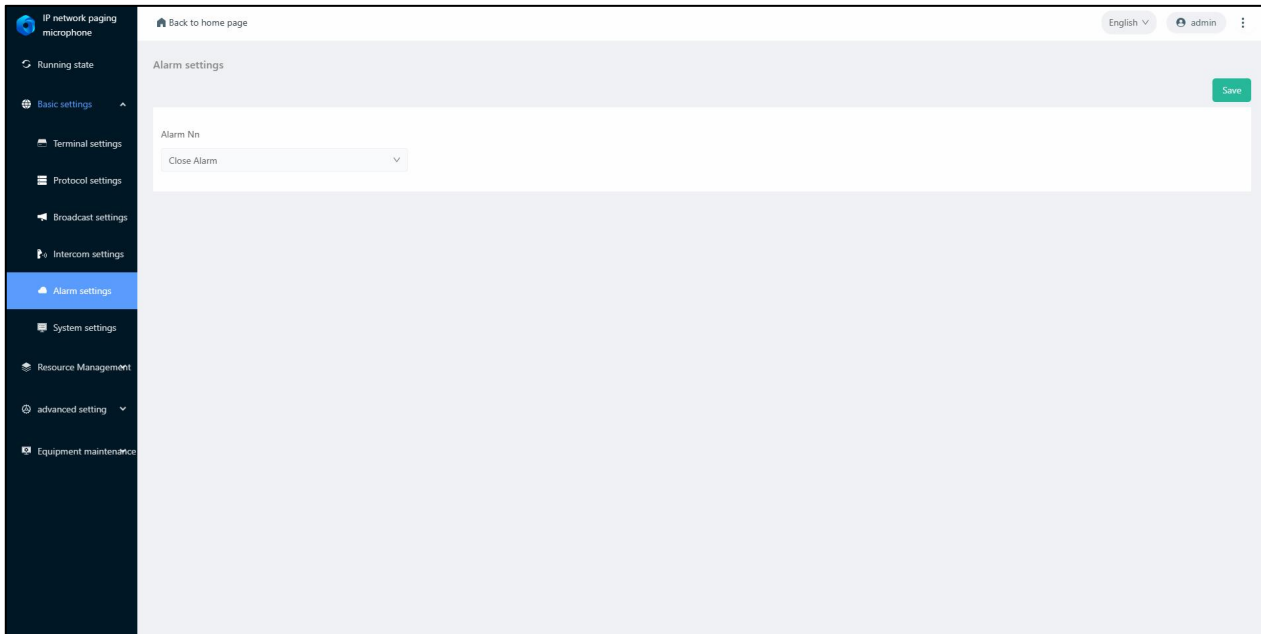 IP network paging
microphone
Back to home page
English
admin
Running state
Alarm settings
Save
Basic settings
Alarm Nn
Close Alarm
Terminal settings
Protocol settings
Broadcast settings
Intercom settings
Alarm settings
System settings
Resource Management
advanced setting
Equipment maintenance